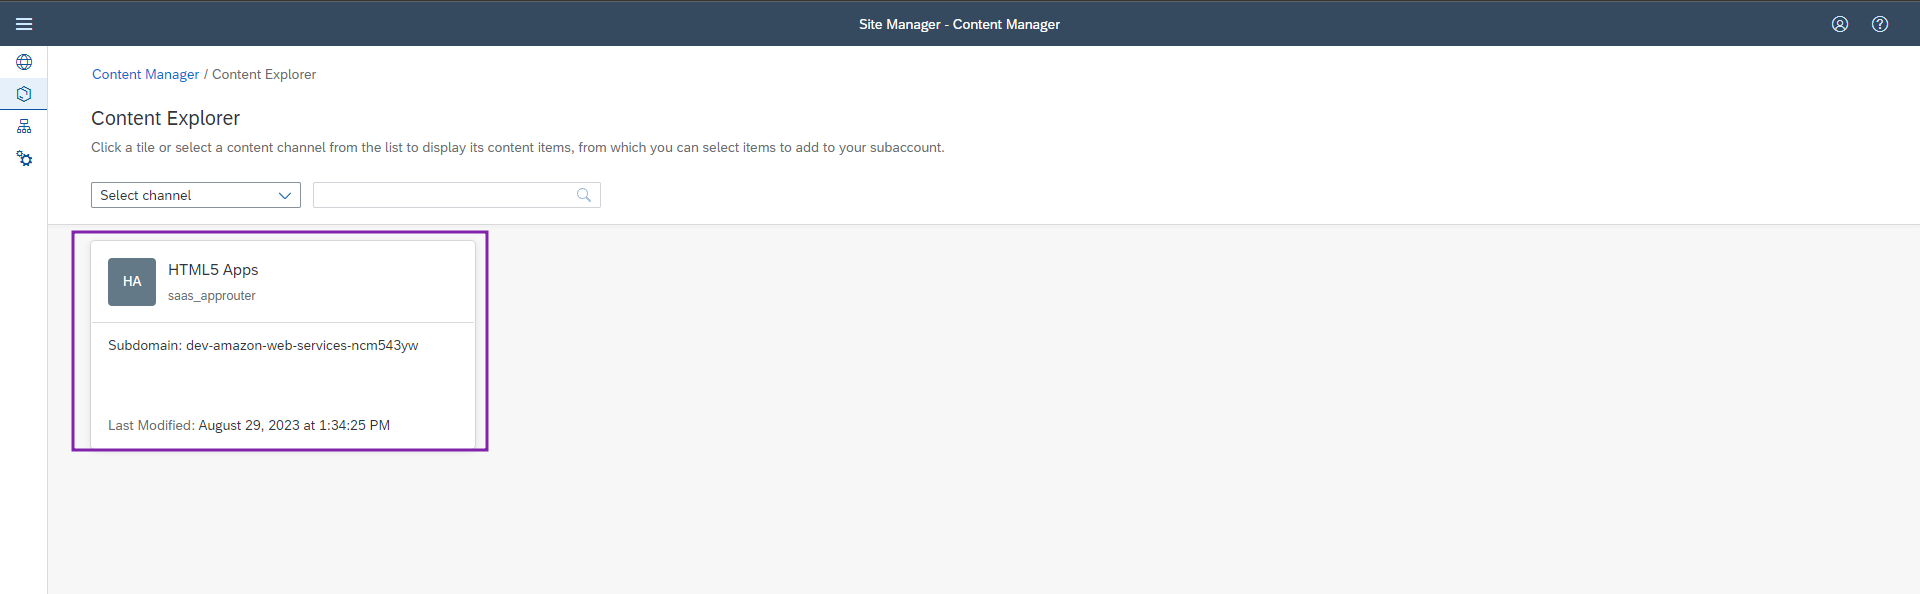 Site Manager - Content Manager
Content Manager / Content Explorer
Content Explorer
Click a tile or select a content channel from the list to display its content items, from which you can select items to add to your subaccount.
Select channel
HA
HTML5 Apps
saas_approuter
Subdomain: dev-amazon-web-services-ncm543yw
Last Modified: August 29, 2023 at 1:34:25 PM